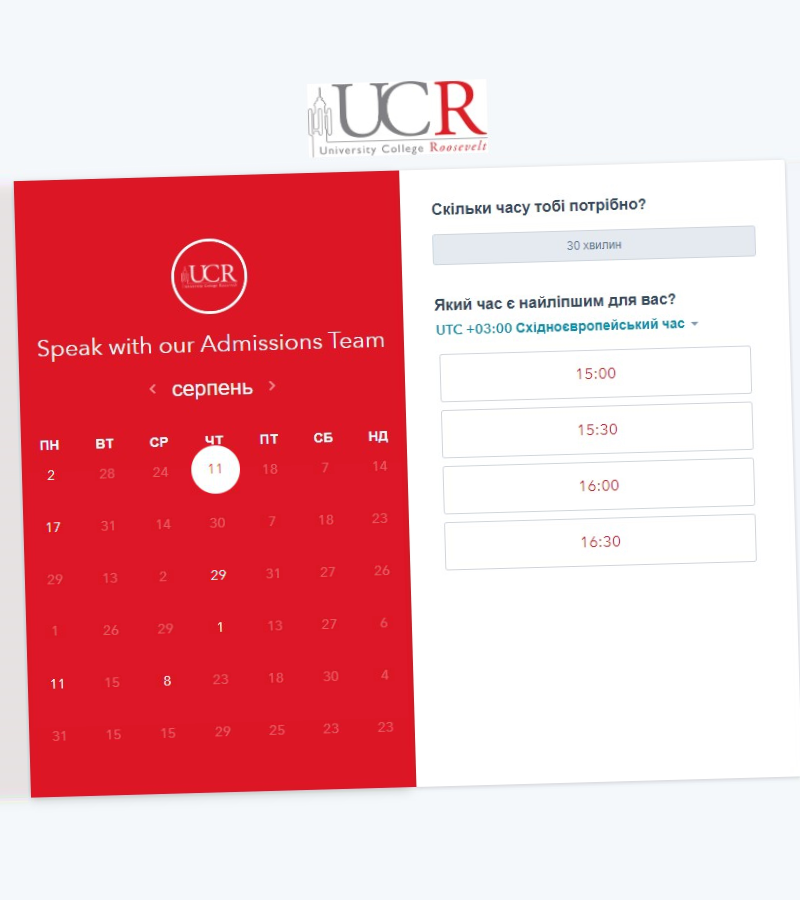 UCR
University College Roosevelt
UCR
Speak with our Admissions Team
серпень
ПН ВТ СР ЧТ ПТ СБ НД
2 28 24 11 18 7 14
17 31 14 30 7 18 23
29 13 2 29 31 27 26
1 26 29 1 13 27 6
11 15 8 23 18 30 4
31 15 15 29 25 23 23
Скільки часу тобі потрібно?
30 хвилин
Який час є найліпшим для вас?
UTC +03:00 Східноєвропейський час
15:00
15:30
16:00
16:30